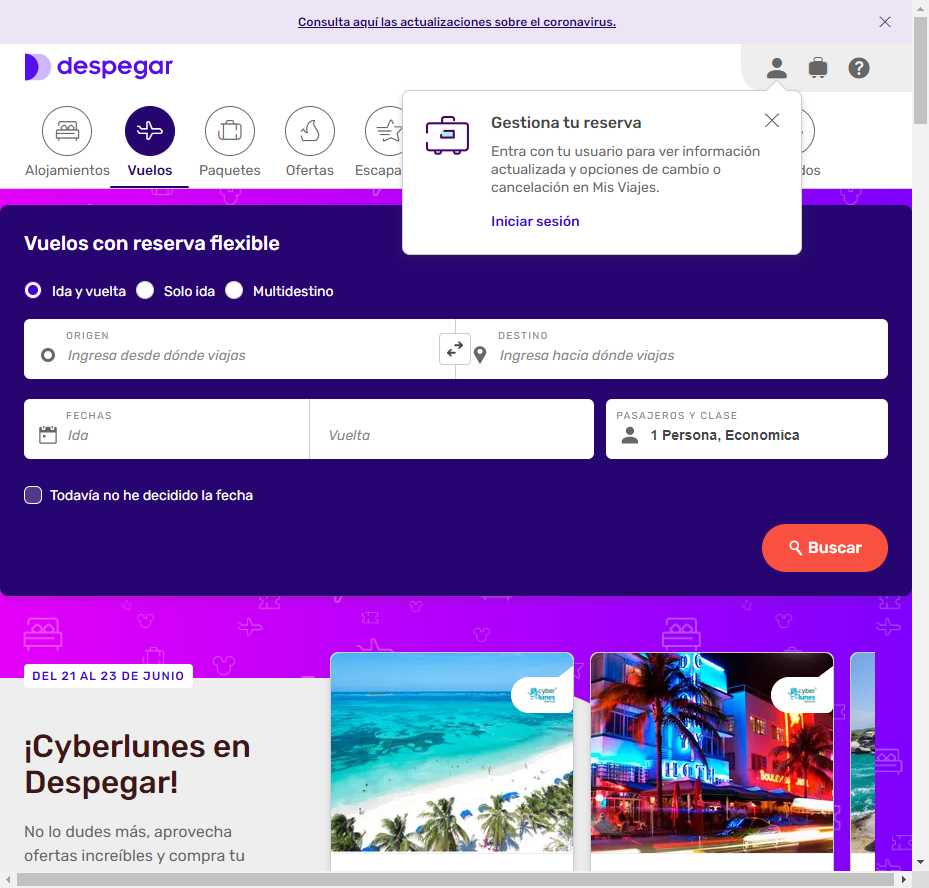 Consulta aquí las actualizaciones sobre el coronavirus.
despegar
Alojamientos
Vuelos
Paquetes
Ofertas
Escapa
dos
Gestiona tu reserva
Entra con tu usuario para ver información
actualizada y opciones de cambio o
cancelación en Mis Viajes.
Iniciar sesión
Vuelos con reserva flexible
Ida y vuelta
Solo ida
Multidestino
ORIGEN
Ingresa desde dónde viajas
DESTINO
Ingresa hacia dónde viajas
FECHAS
Ida
Vuelta
PASAJEROS Y CLASE
1 Persona, Economica
Todavía no he decidido la fecha
Buscar
DEL 21 AL 23 DE JUNIO
¡Cyberlunes en
Despegar!
No lo dudes más, aprovecha
ofertas increíbles y compra tu
cyber
lunes
cyber
lunes
HOTEL